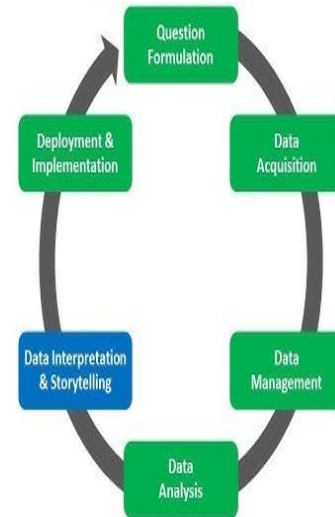 Question
Formulation
Data
Acquisition
Data
Management
Data
Analysis
Data Interpretation
& Storytelling
Deployment &
Implementation